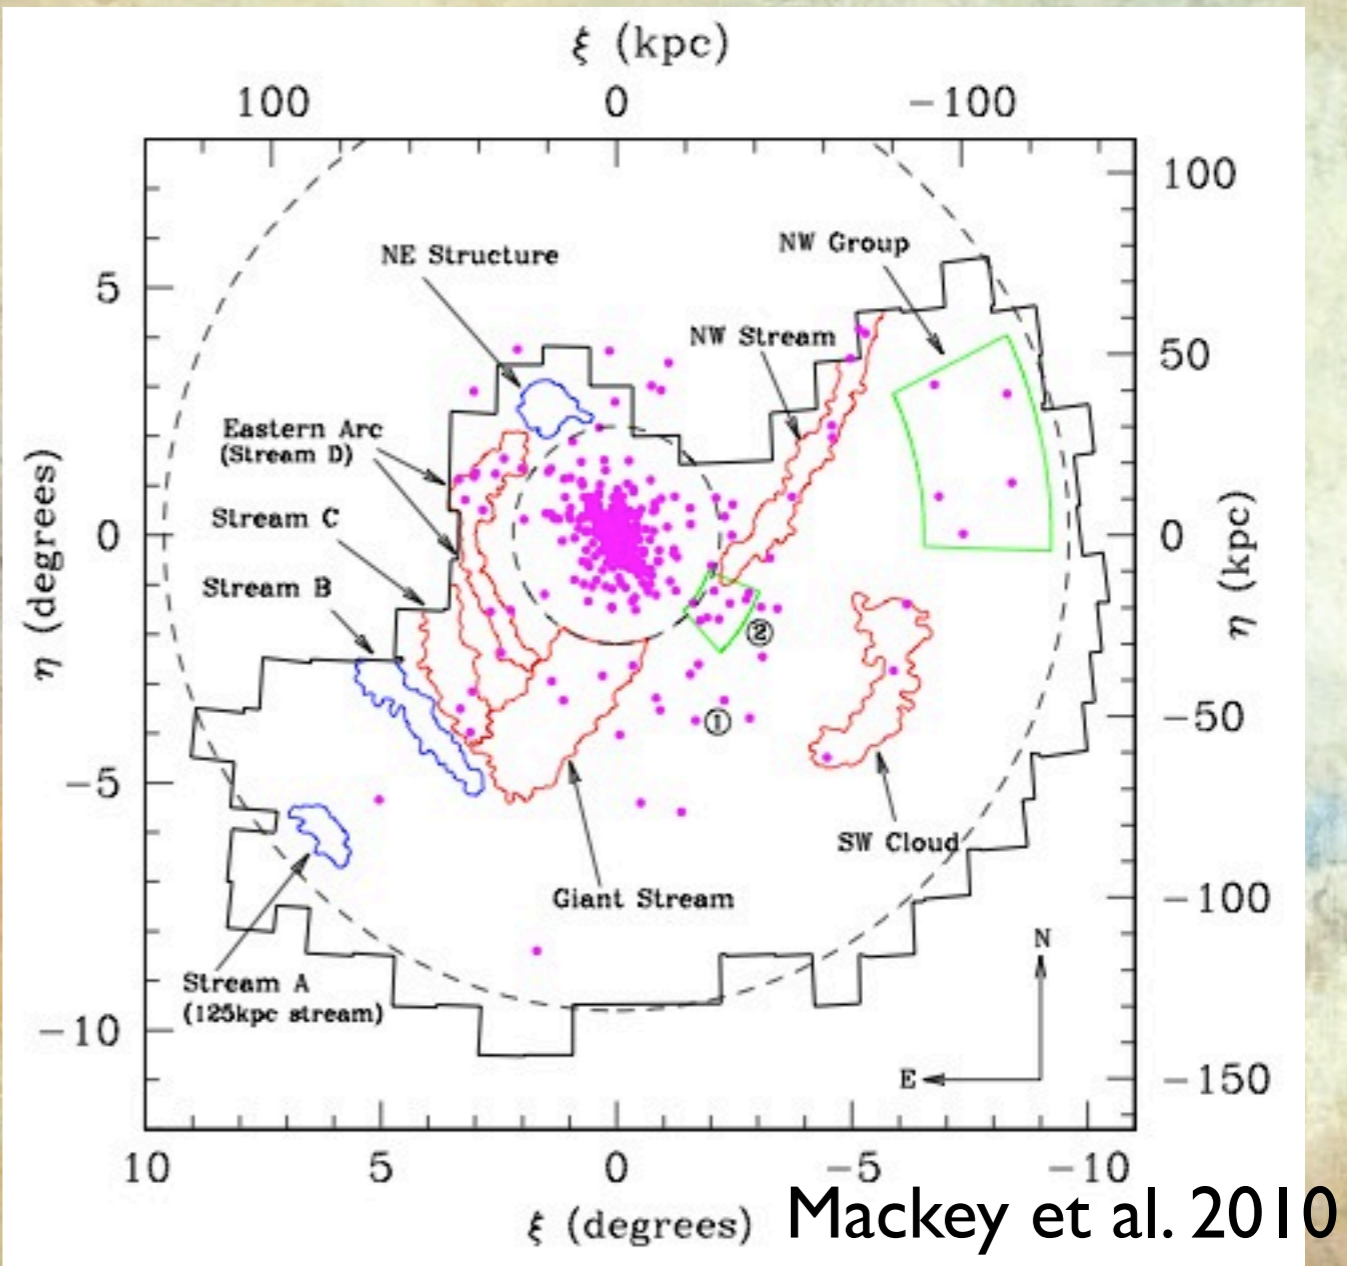 ξ (kpc)
100 0 −100
NE Structure
NW Group
NW Stream
Eastern Arc
(Stream D)
Stream C
Stream B
②
①
SW Cloud
Giant Stream
Stream A
(125kpc stream)
N
E
5
0
−5
−10
η (degrees)
100
50
0
−50
−100
−150
η (kpc)
10 5 0 −5 −10
ξ (degrees)
Mackey et al. 2010